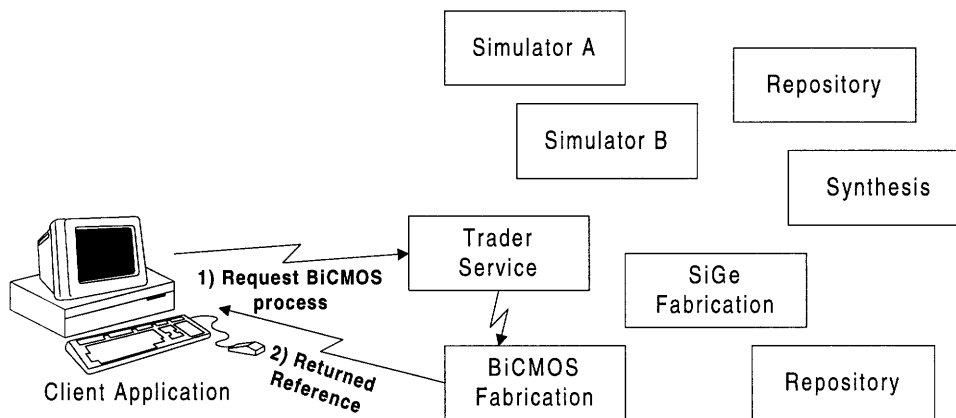 Simulator A
Repository
Simulator B
Synthesis
Trader
Service
1) Request BiCMOS
process
SiGe
Fabrication
2) Returned
Reference
BiCMOS
Fabrication
Repository
Client Application